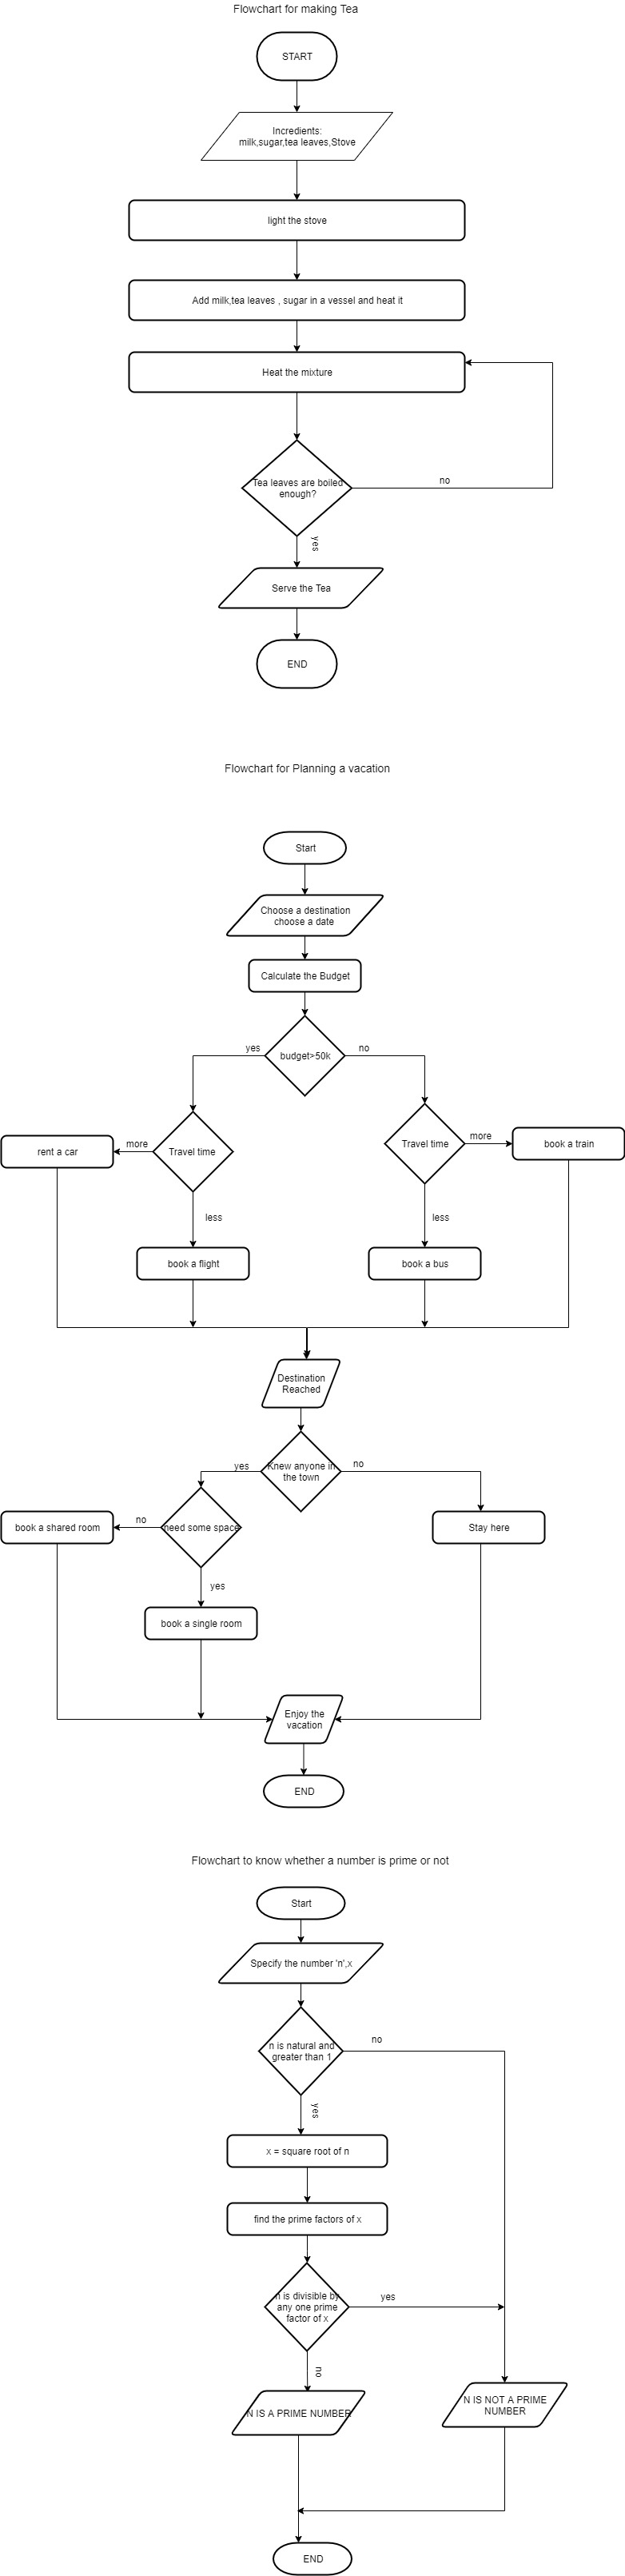 Flowchart for making Tea
START
Incredients:
milk,sugar,tea leaves,Stove
light the stove
Add milk,tea leaves , sugar in a vessel and heat it
Heat the mixture
Tea leaves are boiled
enough?
no
yes
Serve the Tea
END
Flowchart for Planning a vacation
Start
Choose a destination
choose a date
Calculate the Budget
budget>50k
yes
no
Travel time
more
rent a car
less
book a flight
Travel time
more
book a train
less
book a bus
Destination
Reached
Knew anyone in
the town
yes
no
need some space
no
book a shared room
yes
book a single room
Stay here
Enjoy the
vacation
END
Flowchart to know whether a number is prime or not
Start
Specify the number 'n',x
n is natural and
greater than 1
no
yes
x = square root of n
find the prime factors of x
n is divisible by
any one prime
factor of x
yes
no
N IS A PRIME NUMBER
N IS NOT A PRIME
NUMBER
END